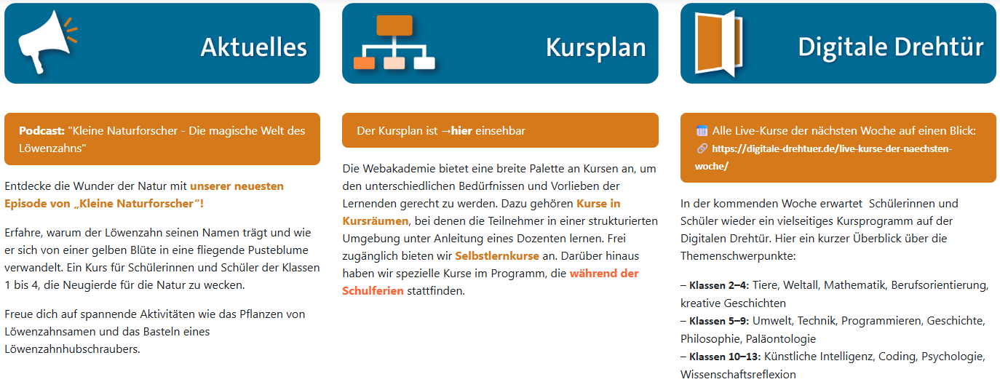 Aktuelles
Podcast: "Kleine Naturforscher - Die magische Welt des
Löwenzahns"
Entdecke die Wunder der Natur mit unserer neuesten
Episode von „Kleine Naturforscher“!
Erfahre, warum der Löwenzahn seinen Namen trägt und wie
er sich von einer gelben Blüte in eine fliegende Pusteblume
verwandelt. Ein Kurs für Schülerinnen und Schüler der Klassen
1 bis 4, die Neugierde für die Natur zu wecken.
Freue dich auf spannende Aktivitäten wie das Pflanzen von
Löwenzahnsamen und das Basteln eines
Löwenzahnhubschraubers.
Kursplan
Der Kursplan ist →hier einsehbar
Die Webakademie bietet eine breite Palette an Kursen an, um
den unterschiedlichen Bedürfnissen und Vorlieben der
Lernenden gerecht zu werden. Dazu gehören Kurse in
Kursräumen, bei denen die Teilnehmer in einer strukturierten
Umgebung unter Anleitung eines Dozenten lernen. Frei
zugänglich bieten wir Selbstlernkurse an. Darüber hinaus
haben wir spezielle Kurse im Programm, die während der
Schulferien stattfinden.
Digitale Drehtür
Alle Live-Kurse der nächsten Woche auf einen Blick:
https://digitale-drehtuer.de/live-kurse-der-naechsten-
woche/
In der kommenden Woche erwartet Schülerinnen und
Schüler wieder ein vielseitiges Kursprogramm auf der
Digitalen Drehtür. Hier ein kurzer Überblick über die
Themenschwerpunkte:
– Klassen 2–4: Tiere, Weltall, Mathematik, Berufsorientierung,
kreative Geschichten
– Klassen 5–9: Umwelt, Technik, Programmieren, Geschichte,
Philosophie, Paläontologie
– Klassen 10–13: Künstliche Intelligenz, Coding, Psychologie,
Wissenschaftsreflexion